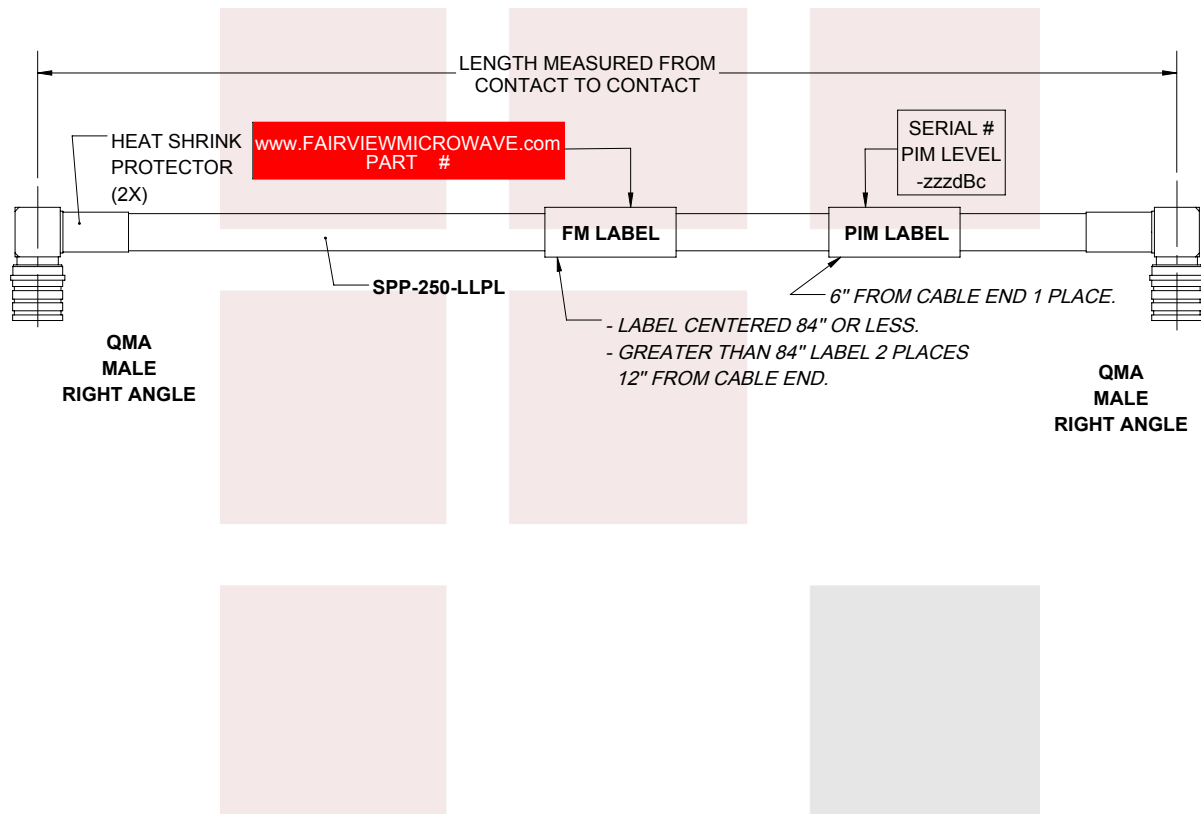 LENGTH MEASURED FROM
CONTACT TO CONTACT
HEAT SHRINK
PROTECTOR
(2X)
www.FAIRVIEWMICROWAVE.com
PART #
SERIAL #
PIM LEVEL
-zzzdBc
FM LABEL
PIM LABEL
SPP-250-LLPL
6" FROM CABLE END 1 PLACE.
- LABEL CENTERED 84" OR LESS.
- GREATER THAN 84" LABEL 2 PLACES
12" FROM CABLE END.
QMA
MALE
RIGHT ANGLE
QMA
MALE
RIGHT ANGLE